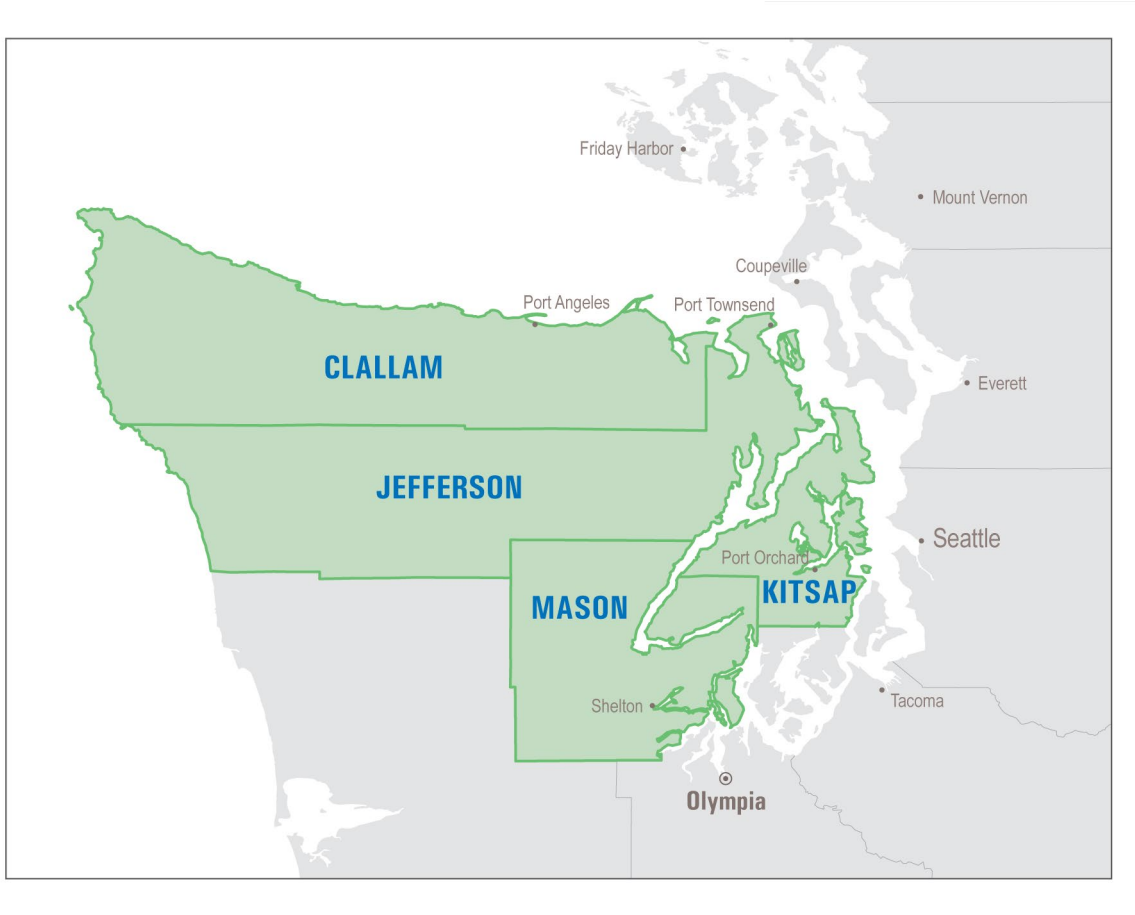 Friday Harbor
Mount Vernon
Coupeville
Port Angeles
Port Townsend
CLALLAM
Everett
JEFFERSON
Seattle
Port Orchard
KITSAP
MASON
Shelton
Tacoma
Olympia